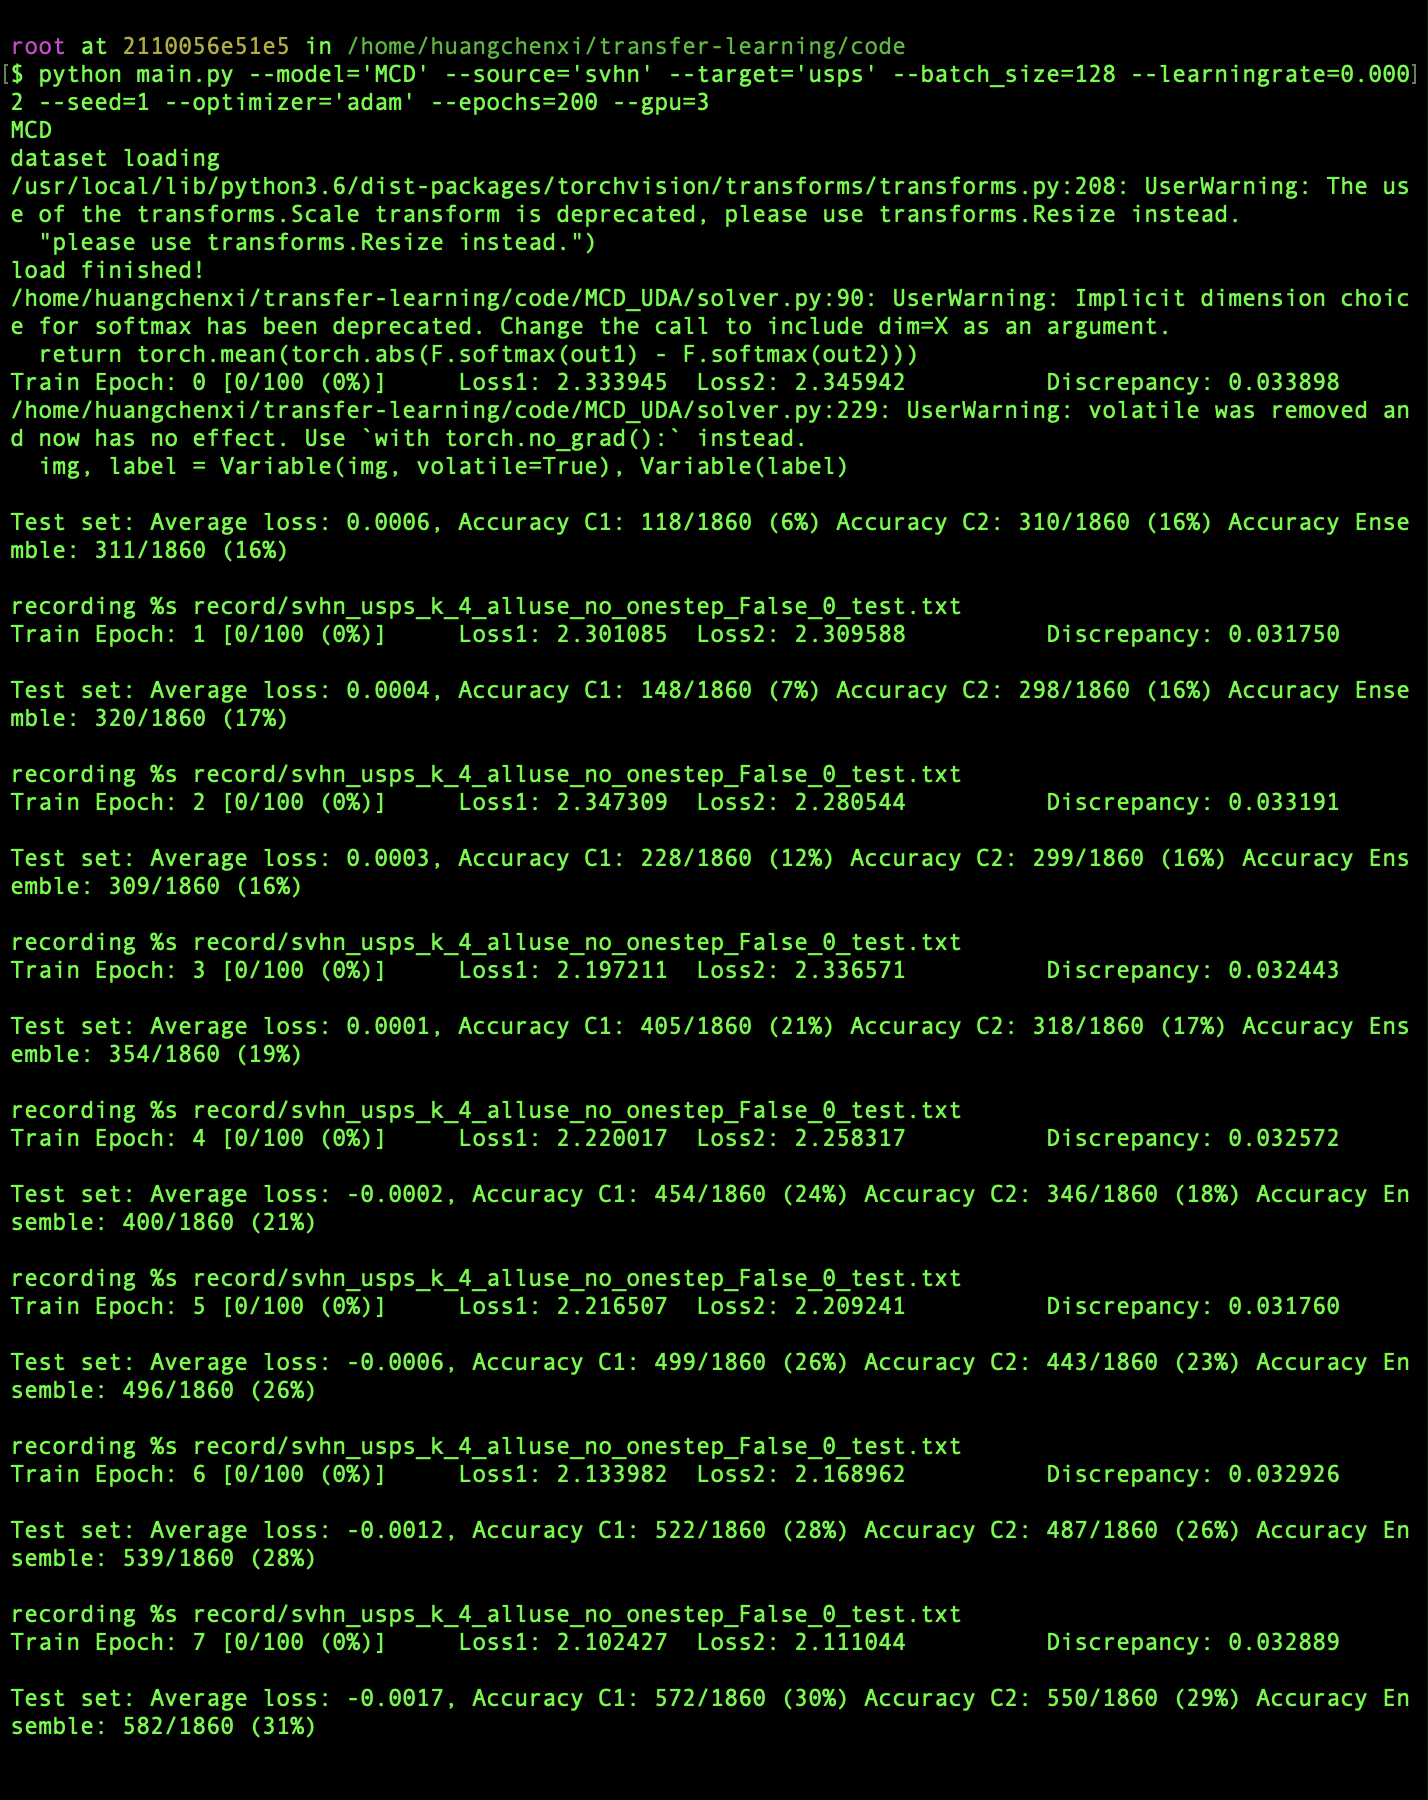 root at 2110056e51e5 in /home/huangchenxi/transfer-learning/code
[$ python main.py --model='MCD' --source='svhn' --target='usps' --batch_size=128 --learningrate=0.000]
2 --seed=1 --optimizer='adam' --epochs=200 --gpu=3
MCD
dataset loading
/usr/local/lib/python3.6/dist-packages/torchvision/transforms/transforms.py:208: UserWarning: The us
e of the transforms.Scale transform is deprecated, please use transforms.Resize instead.
  "please use transforms.Resize instead.")
load finished!
/home/huangchenxi/transfer-learning/code/MCD_UDA/solver.py:90: UserWarning: Implicit dimension choic
e for softmax has been deprecated. Change the call to include dim=X as an argument.
  return torch.mean(torch.abs(F.softmax(out1) - F.softmax(out2)))
Train Epoch: 0 [0/100 (0%)]     Loss1: 2.333945  Loss2: 2.345942          Discrepancy: 0.033898
/home/huangchenxi/transfer-learning/code/MCD_UDA/solver.py:229: UserWarning: volatile was removed an
d now has no effect. Use `with torch.no_grad():` instead.
  img, label = Variable(img, volatile=True), Variable(label)
Test set: Average loss: 0.0006, Accuracy C1: 118/1860 (6%) Accuracy C2: 310/1860 (16%) Accuracy Ense
mble: 311/1860 (16%)
recording %s record/svhn_usps_k_4_alluse_no_onestep_False_0_test.txt
Train Epoch: 1 [0/100 (0%)]     Loss1: 2.301085  Loss2: 2.309588          Discrepancy: 0.031750
Test set: Average loss: 0.0004, Accuracy C1: 148/1860 (7%) Accuracy C2: 298/1860 (16%) Accuracy Ense
mble: 320/1860 (17%)
recording %s record/svhn_usps_k_4_alluse_no_onestep_False_0_test.txt
Train Epoch: 2 [0/100 (0%)]     Loss1: 2.347309  Loss2: 2.280544          Discrepancy: 0.033191
Test set: Average loss: 0.0003, Accuracy C1: 228/1860 (12%) Accuracy C2: 299/1860 (16%) Accuracy Ens
emble: 309/1860 (16%)
recording %s record/svhn_usps_k_4_alluse_no_onestep_False_0_test.txt
Train Epoch: 3 [0/100 (0%)]     Loss1: 2.197211  Loss2: 2.336571          Discrepancy: 0.032443
Test set: Average loss: 0.0001, Accuracy C1: 405/1860 (21%) Accuracy C2: 318/1860 (17%) Accuracy Ens
emble: 354/1860 (19%)
recording %s record/svhn_usps_k_4_alluse_no_onestep_False_0_test.txt
Train Epoch: 4 [0/100 (0%)]     Loss1: 2.220017  Loss2: 2.258317          Discrepancy: 0.032572
Test set: Average loss: -0.0002, Accuracy C1: 454/1860 (24%) Accuracy C2: 346/1860 (18%) Accuracy En
semble: 400/1860 (21%)
recording %s record/svhn_usps_k_4_alluse_no_onestep_False_0_test.txt
Train Epoch: 5 [0/100 (0%)]     Loss1: 2.216507  Loss2: 2.209241          Discrepancy: 0.031760
Test set: Average loss: -0.0006, Accuracy C1: 499/1860 (26%) Accuracy C2: 443/1860 (23%) Accuracy En
semble: 496/1860 (26%)
recording %s record/svhn_usps_k_4_alluse_no_onestep_False_0_test.txt
Train Epoch: 6 [0/100 (0%)]     Loss1: 2.133982  Loss2: 2.168962          Discrepancy: 0.032926
Test set: Average loss: -0.0012, Accuracy C1: 522/1860 (28%) Accuracy C2: 487/1860 (26%) Accuracy En
semble: 539/1860 (28%)
recording %s record/svhn_usps_k_4_alluse_no_onestep_False_0_test.txt
Train Epoch: 7 [0/100 (0%)]     Loss1: 2.102427  Loss2: 2.111044          Discrepancy: 0.032889
Test set: Average loss: -0.0017, Accuracy C1: 572/1860 (30%) Accuracy C2: 550/1860 (29%) Accuracy En
semble: 582/1860 (31%)